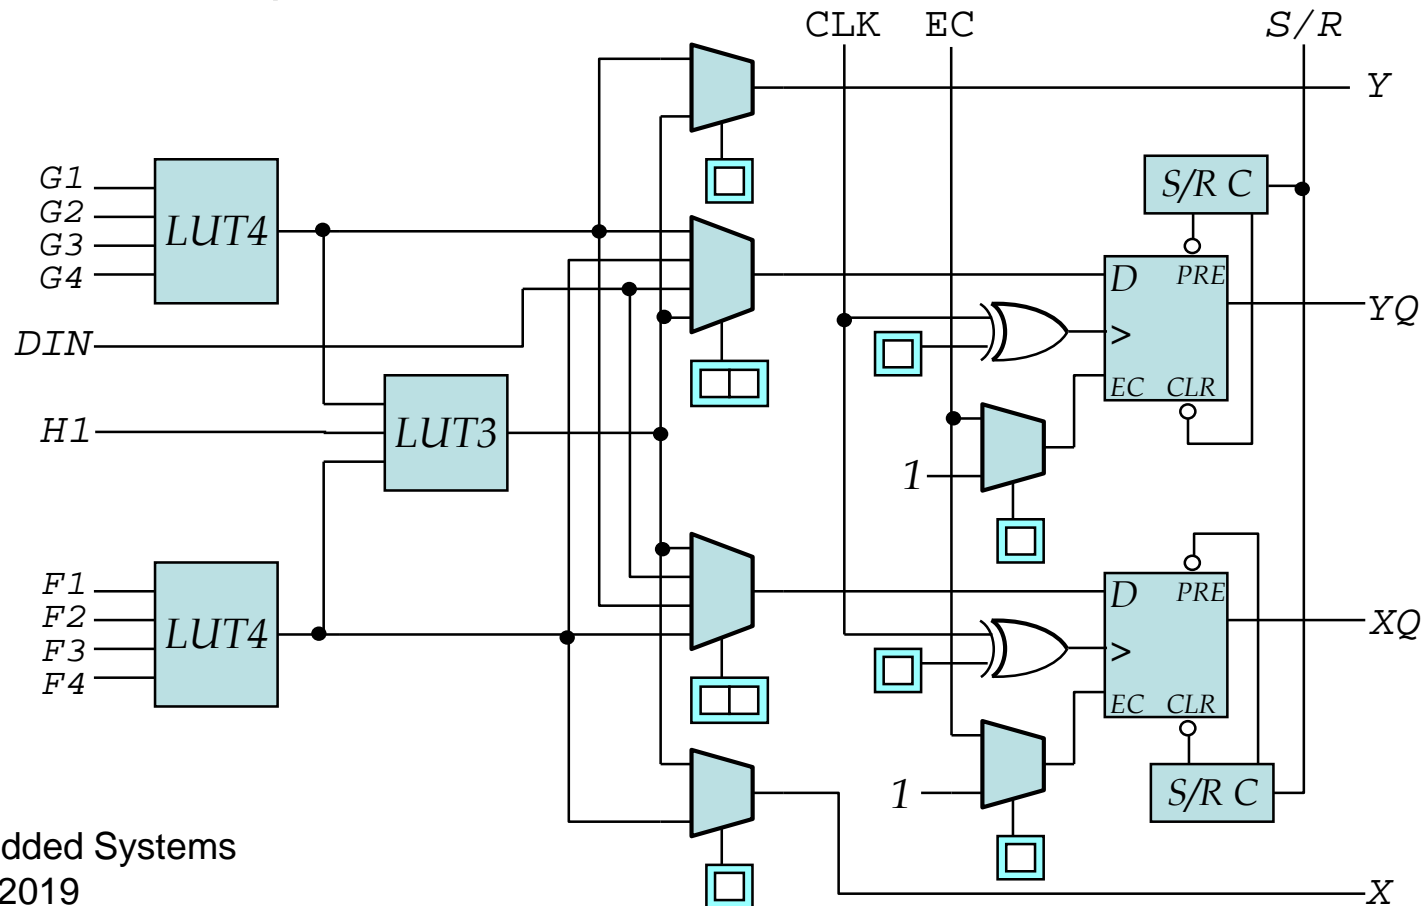 CLK EC S/R
Y
G1
G2
G3
G4
LUT4
S/R C
D PRE
>
EC CLR
YQ
DIN
H1
LUT3
1
F1
F2
F3
F4
LUT4
D PRE
>
EC CLR
XQ
1
S/R C
X
dded Systems
2019